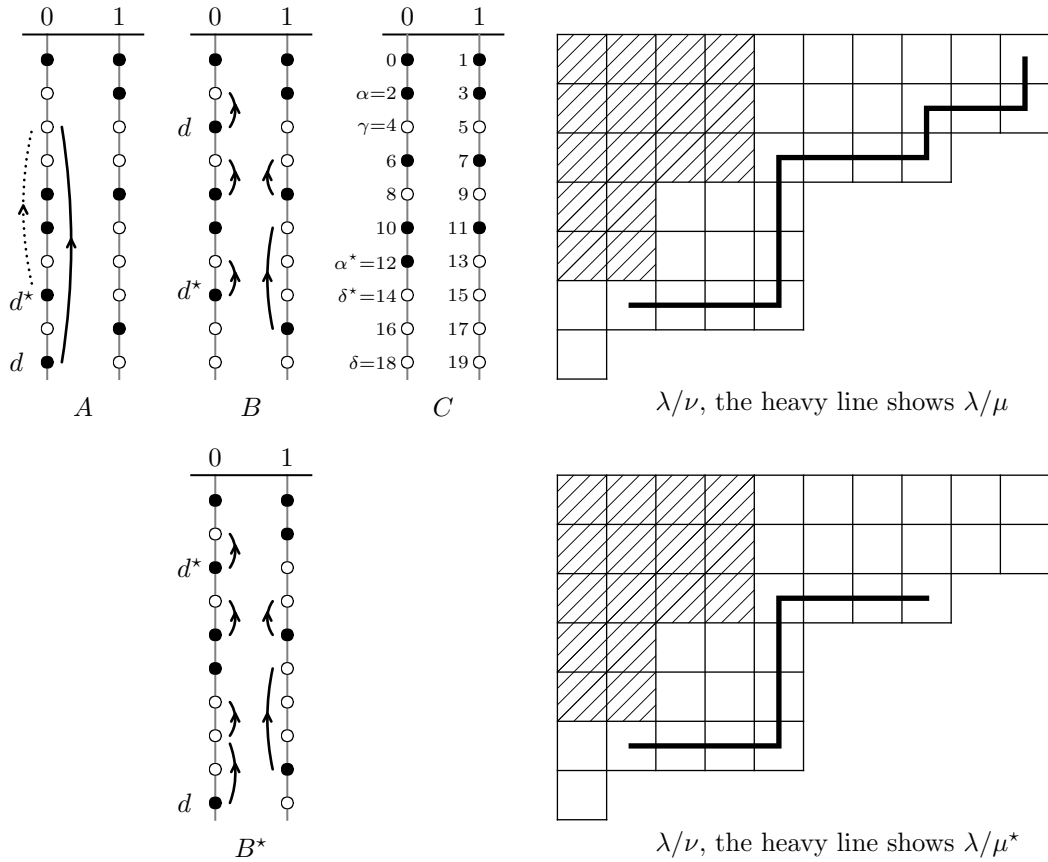 0 1 0 1 0 1
0 1
α=2 3
d γ=4 5
6 7
8 9
10 11
α⋆=12 13
d⋆ d⋆ δ⋆=14 15
16 17
d δ=18 19
A B C
λ/ν, the heavy line shows λ/μ
0 1
d⋆
d
B⋆
λ/ν, the heavy line shows λ/μ⋆